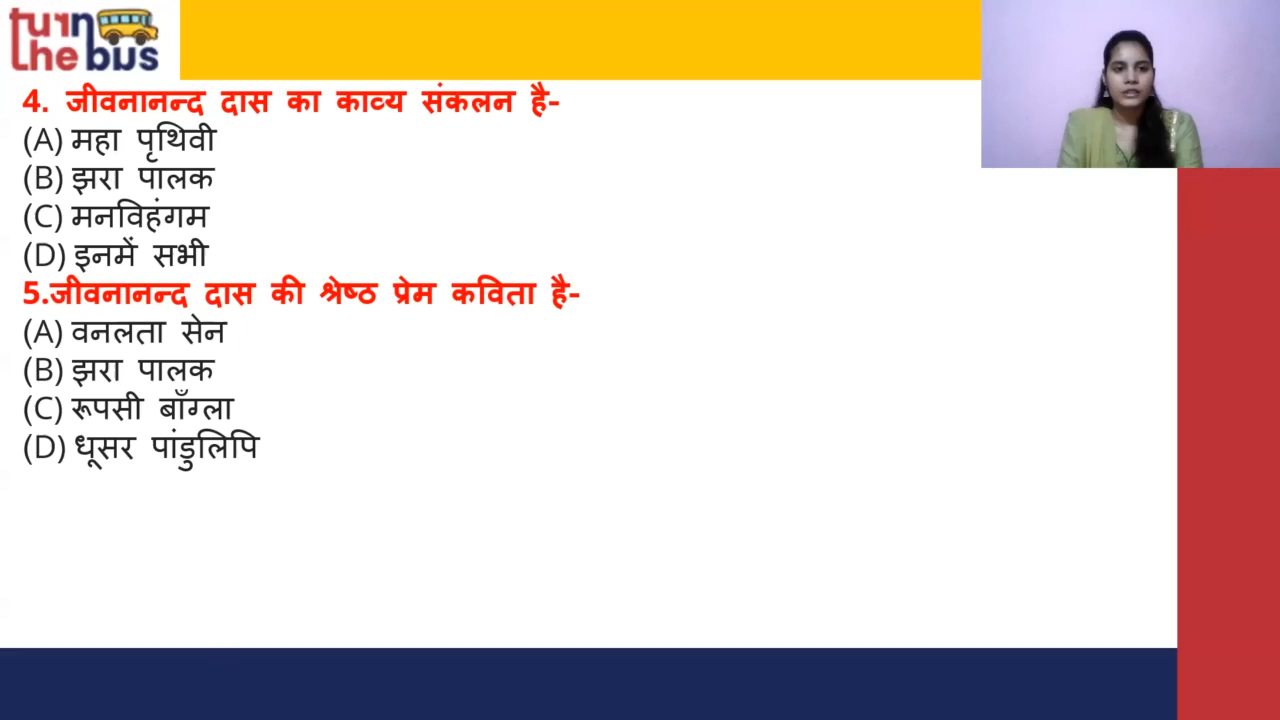 turn
the bus
4. जीवनानन्द दास का काव्य संकलन है-
(A) महा पृथिवी
(B) झरा पालक
(C) मनविहंगम
(D) इनमें सभी
5.जीवनानन्द दास की श्रेष्ठ प्रेम कविता है-
(A) वनलता सेन
(B) झरा पालक
(C) रूपसी बाँग्ला
(D) धूसर पांडुलिपि